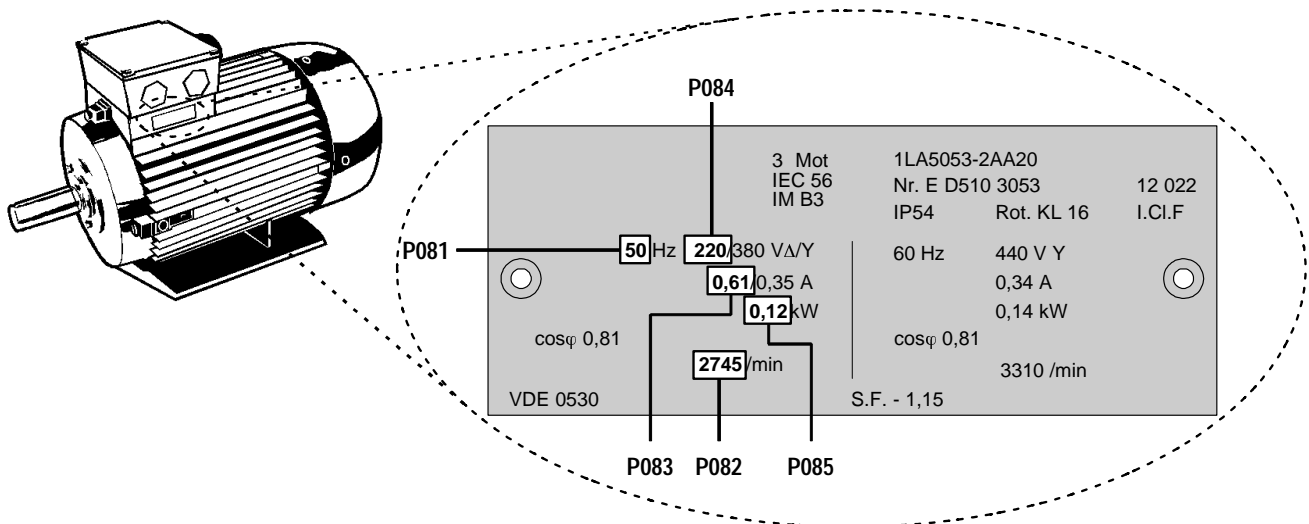 P084
3 Mot 1LA5053-2AA20
IEC 56 Nr. E D510 3053 12 022
IM B3 IP54 Rot. KL 16 I.Cl.F
P081 50 Hz 220/380 V∆/Y 60 Hz 440 V Y
0,61/0,35 A 0,34 A
0,12 kW 0,14 kW
cosφ 0,81 cosφ 0,81
2745/min 3310 /min
VDE 0530 S.F. - 1,15
P083 P082 P085